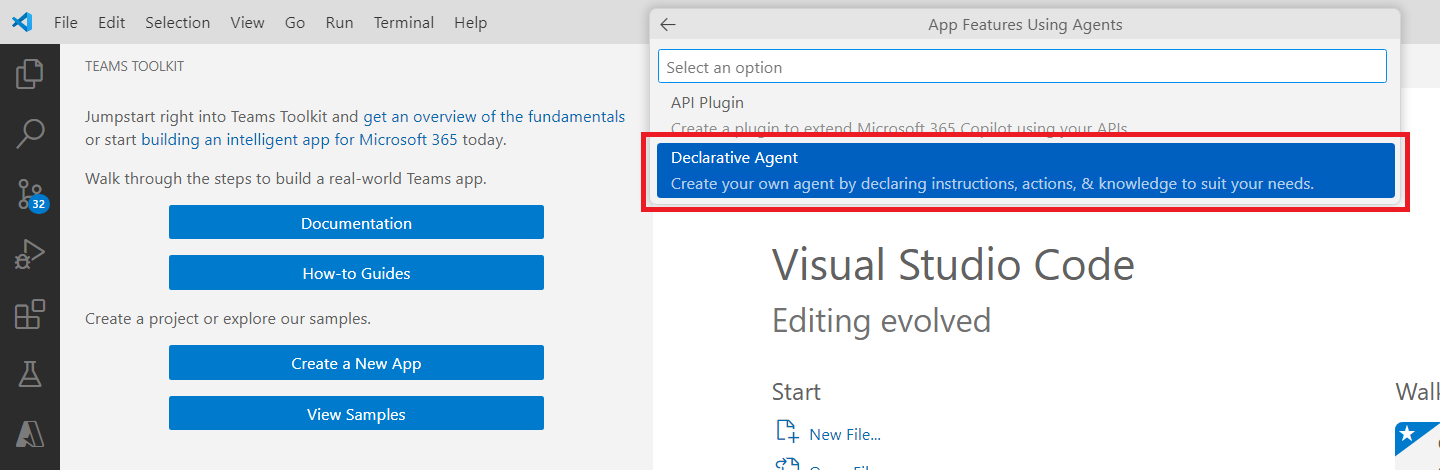 File Edit Selection View Go Run Terminal Help
App Features Using Agents
Select an option
API Plugin
Create a plugin to extend Microsoft 365 Copilot using your APIs.
Declarative Agent
Create your own agent by declaring instructions, actions, & knowledge to suit your needs.
TEAMS TOOLKIT
Jumpstart right into Teams Toolkit and get an overview of the fundamentals
or start building an intelligent app for Microsoft 365 today.
Walk through the steps to build a real-world Teams app.
Documentation
How-to Guides
Create a project or explore our samples.
Create a New App
View Samples
32
Visual Studio Code
Editing evolved
Start
New File...
Walk